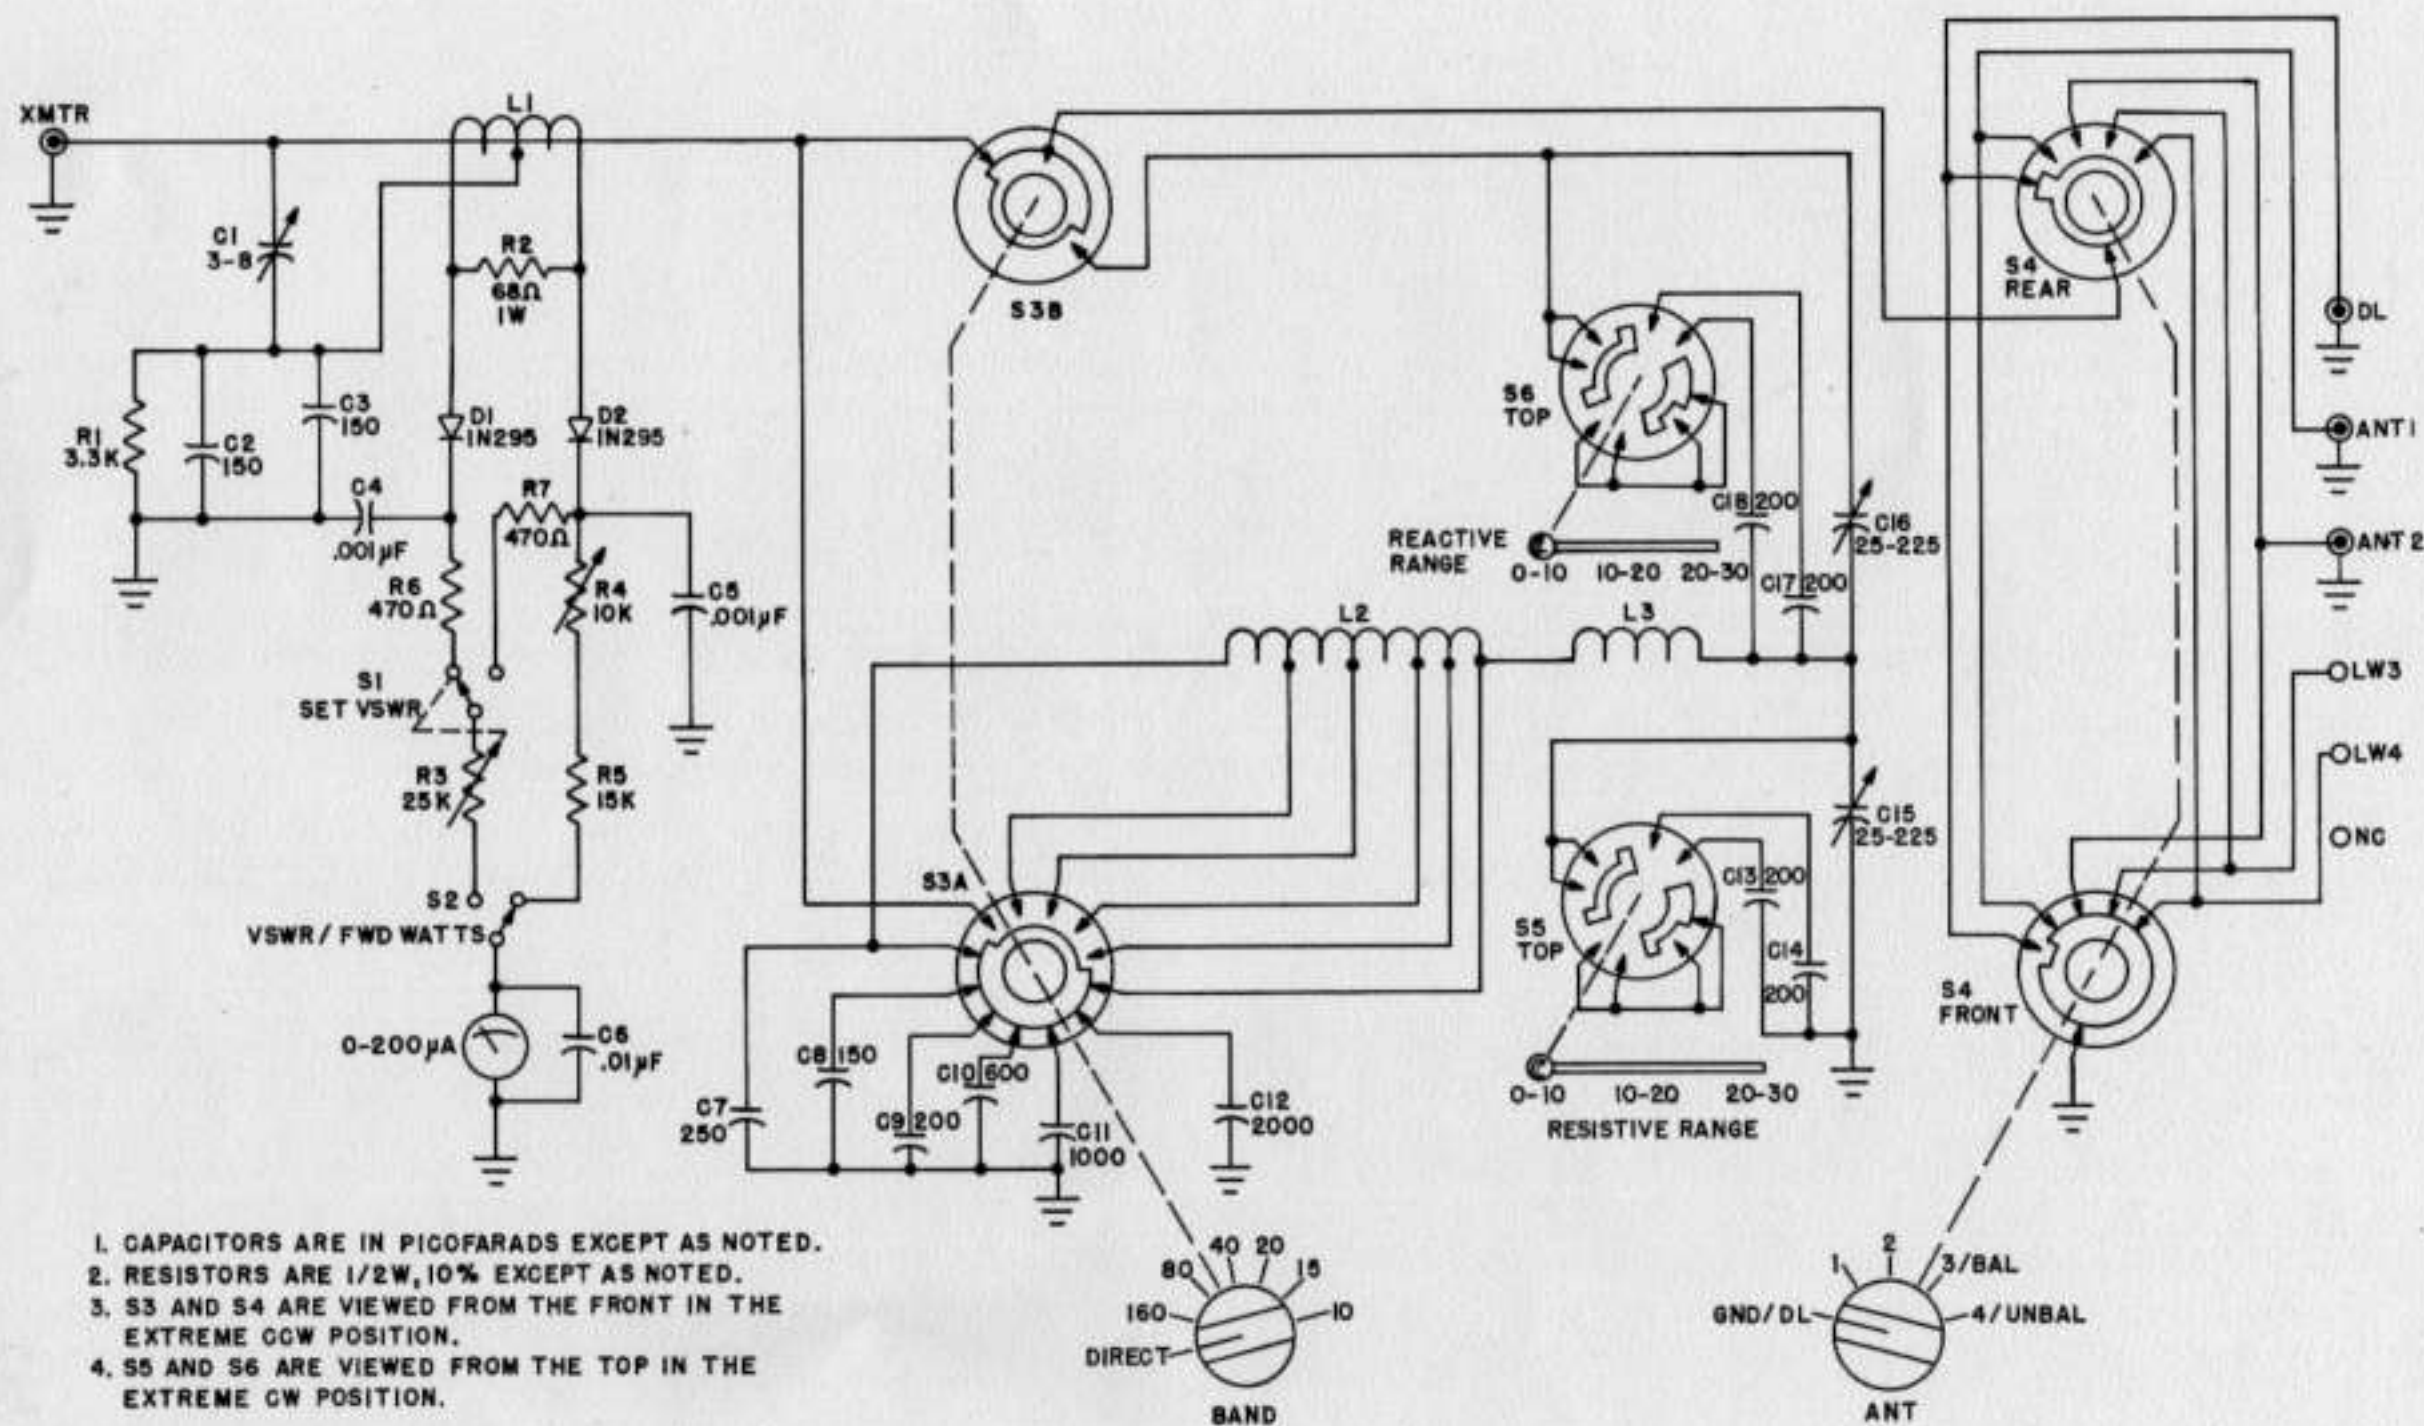 XMTR
L1
C1
3-8
R2
68Ω
1W
S3B
S4
REAR
DL
ANT1
ANT2
LW3
LW4
NC
R1
3.3K
C2
150
C3
150
D1
1N295
D2
1N295
C4
.001µF
R7
470Ω
R6
470Ω
R4
10K
C5
.001µF
S1
SET VSWR
R3
25K
R5
15K
S2
VSWR/FWD WATTS
0-200µA
C6
.01µF
S6
TOP
REACTIVE
RANGE
0-10 10-20 20-30
C18 200
C17 200
C16
25-225
L2
L3
C15
25-225
S5
TOP
C13 200
C14
200
0-10 10-20 20-30
RESISTIVE RANGE
S3A
C7
250
C8 150
C9 200
C10 600
C11
1000
C12
2000
S4
FRONT
DIRECT
160
80
40
20
15
10
BAND
GND/DL
1
2
3/BAL
4/UNBAL
ANT
1. CAPACITORS ARE IN PICOFARADS EXCEPT AS NOTED.
2. RESISTORS ARE 1/2W, 10% EXCEPT AS NOTED.
3. S3 AND S4 ARE VIEWED FROM THE FRONT IN THE
EXTREME CCW POSITION.
4. S5 AND S6 ARE VIEWED FROM THE TOP IN THE
EXTREME CW POSITION.